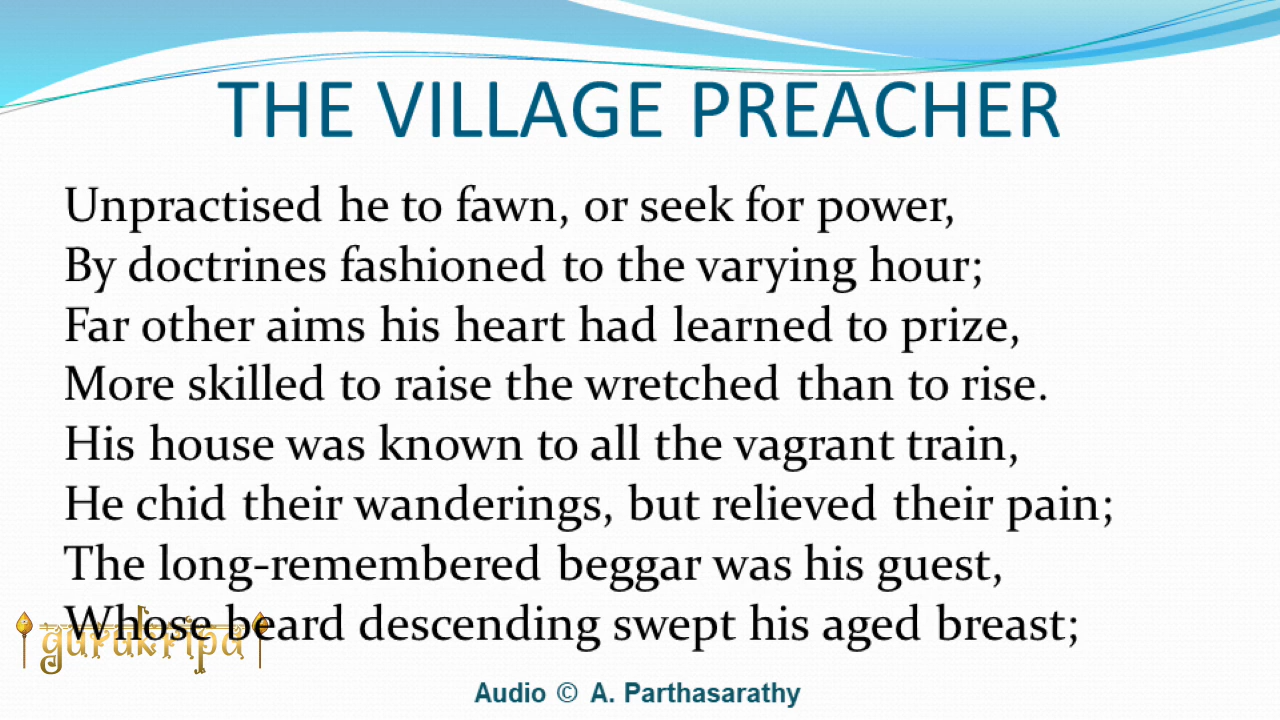 THE VILLAGE PREACHER
Unpractised he to fawn, or seek for power,
By doctrines fashioned to the varying hour;
Far other aims his heart had learned to prize,
More skilled to raise the wretched than to rise.
His house was known to all the vagrant train,
He chid their wanderings, but relieved their pain;
The long-remembered beggar was his guest,
Whose beard descending swept his aged breast;
gurukripa
Audio © A. Parthasarathy